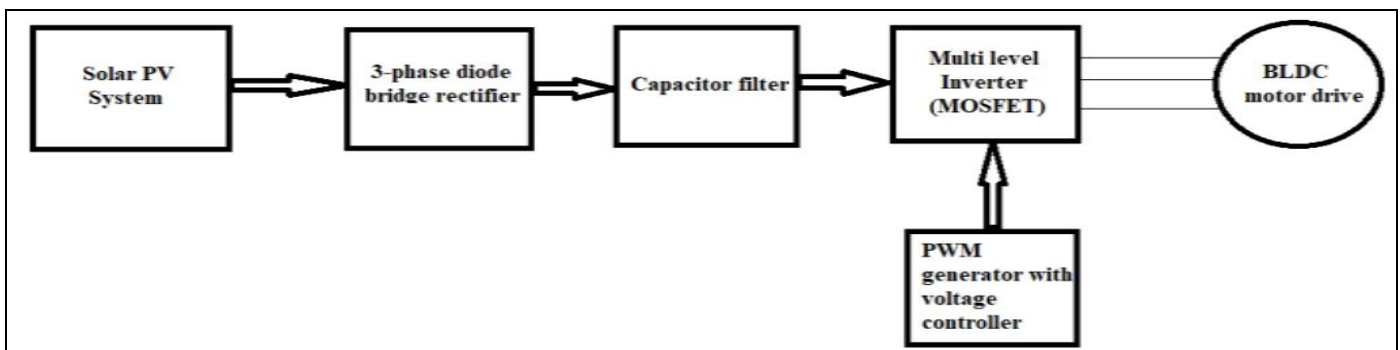 Solar PV
System
3-phase diode
bridge rectifier
Capacitor filter
Multi level
Inverter
(MOSFET)
BLDC
motor drive
PWM
generator with
voltage
controller